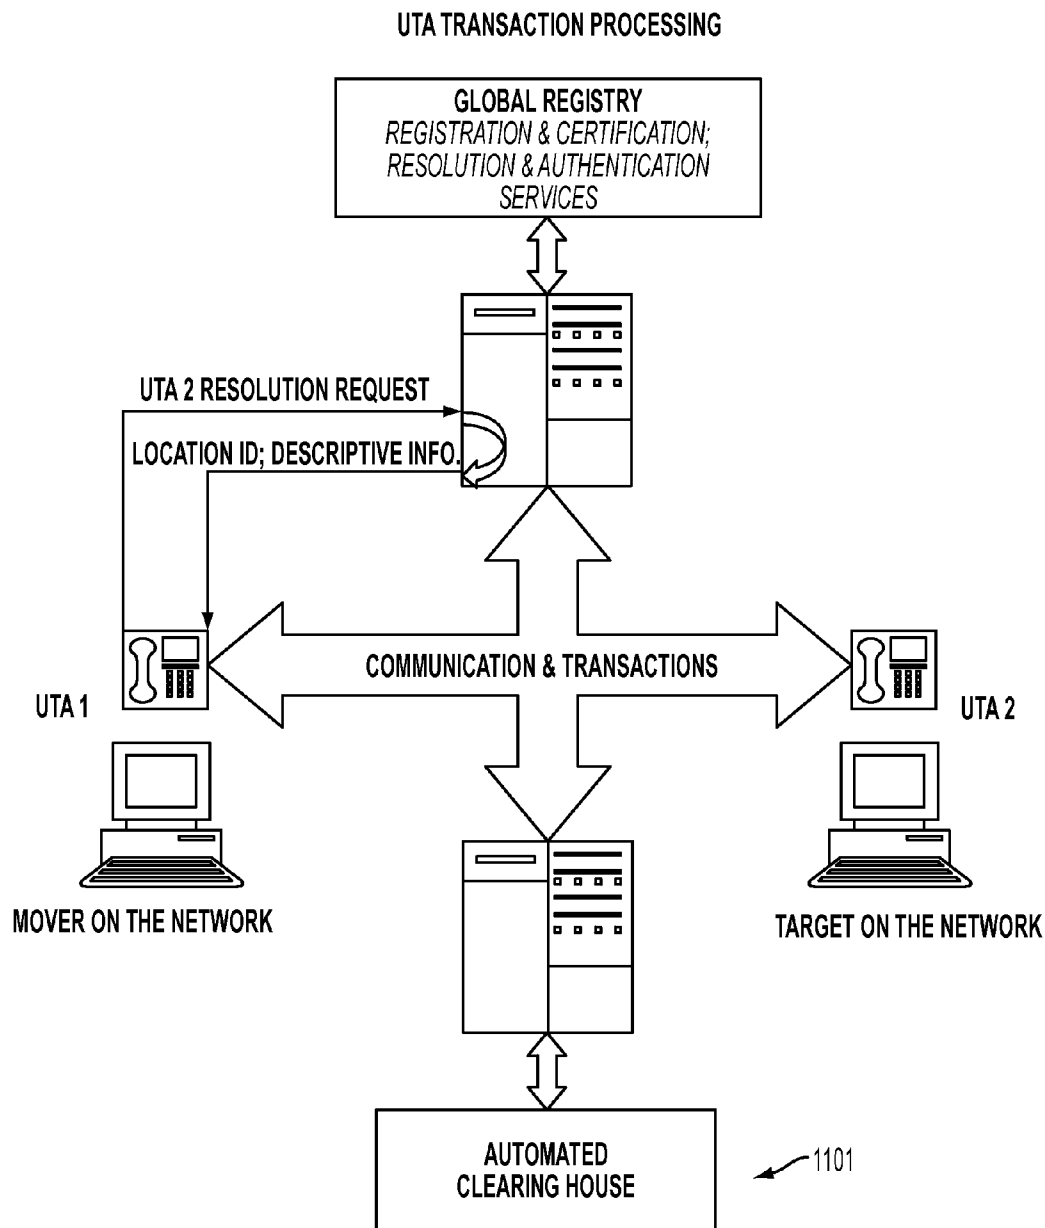 UTA TRANSACTION PROCESSING
GLOBAL REGISTRY
REGISTRATION & CERTIFICATION;
RESOLUTION & AUTHENTICATION
SERVICES
UTA 2 RESOLUTION REQUEST
LOCATION ID; DESCRIPTIVE INFO.
COMMUNICATION & TRANSACTIONS
UTA 1
UTA 2
MOVER ON THE NETWORK
TARGET ON THE NETWORK
AUTOMATED
CLEARING HOUSE
1101